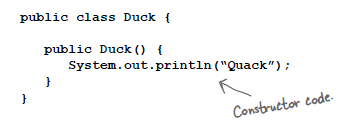 public class Duck {
public Duck() {
System.out.println(“Quack”);
}
}
Constructor code.